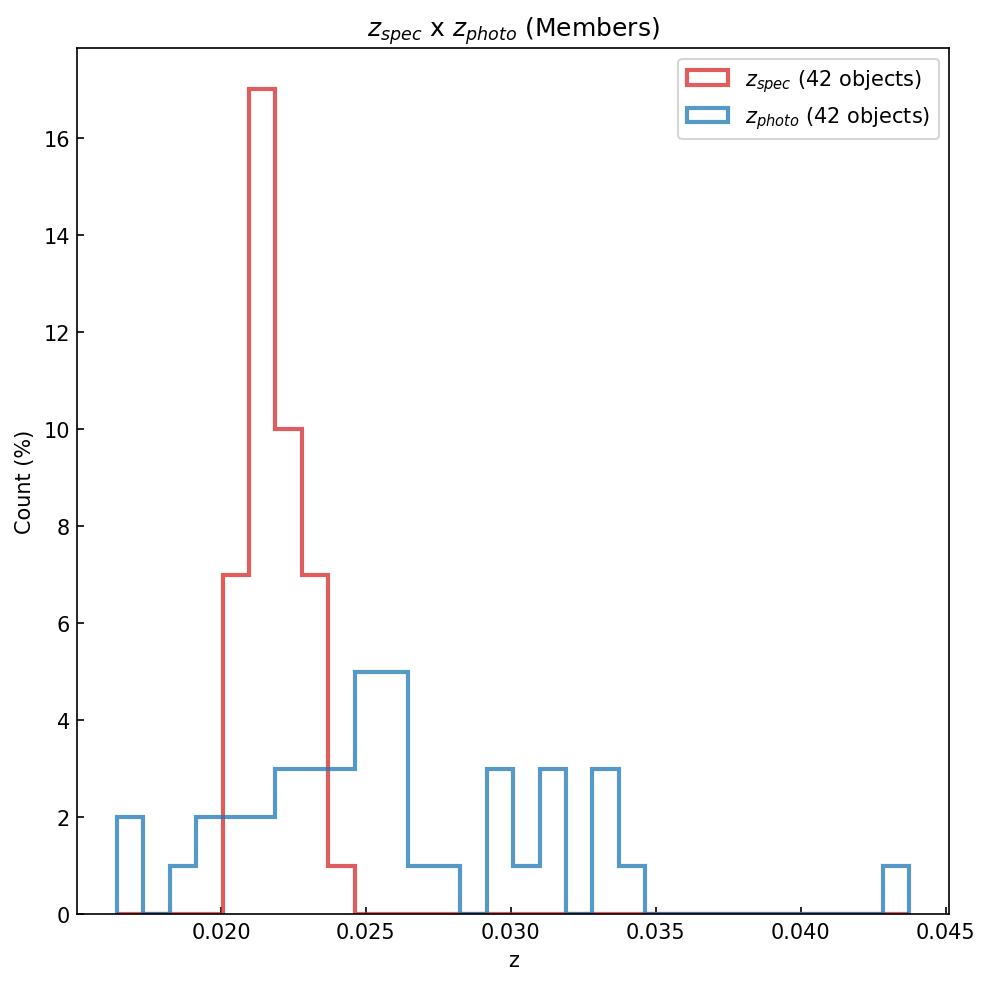 z_spec x z_photo (Members)
z_spec (42 objects)
z_photo (42 objects)
Count (%)
16
14
12
10
8
6
4
2
0
0.020 0.025 0.030 0.035 0.040 0.045
z